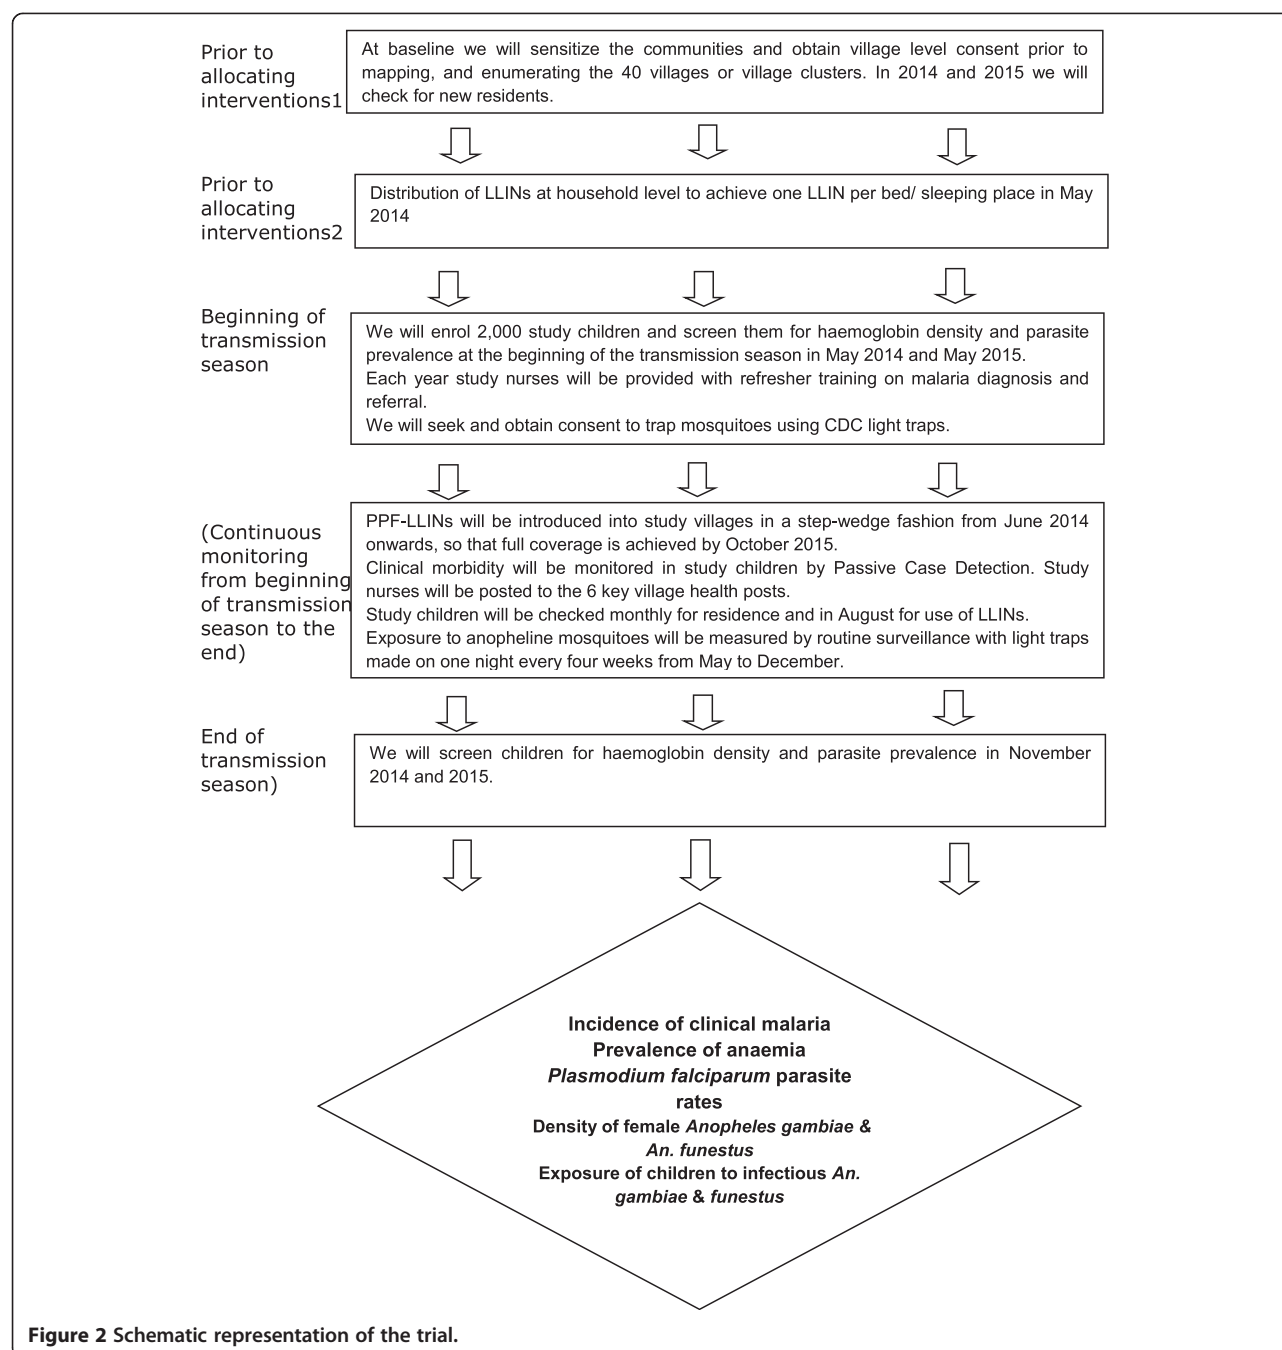 Prior to
allocating
interventions1
At baseline we will sensitize the communities and obtain village level consent prior to
mapping, and enumerating the 40 villages or village clusters. In 2014 and 2015 we will
check for new residents.
Prior to
allocating
interventions2
Distribution of LLINs at household level to achieve one LLIN per bed/ sleeping place in May
2014
Beginning of
transmission
season
We will enrol 2,000 study children and screen them for haemoglobin density and parasite
prevalence at the beginning of the transmission season in May 2014 and May 2015.
Each year study nurses will be provided with refresher training on malaria diagnosis and
referral.
We will seek and obtain consent to trap mosquitoes using CDC light traps.
(Continuous
monitoring
from beginning
of transmission
season to the
end)
PPF-LLINs will be introduced into study villages in a step-wedge fashion from June 2014
onwards, so that full coverage is achieved by October 2015.
Clinical morbidity will be monitored in study children by Passive Case Detection. Study
nurses will be posted to the 6 key village health posts.
Study children will be checked monthly for residence and in August for use of LLINs.
Exposure to anopheline mosquitoes will be measured by routine surveillance with light traps
made on one night every four weeks from May to December.
End of
transmission
season)
We will screen children for haemoglobin density and parasite prevalence in November
2014 and 2015.
Incidence of clinical malaria
Prevalence of anaemia
Plasmodium falciparum parasite
rates
Density of female Anopheles gambiae &
An. funestus
Exposure of children to infectious An.
gambiae & funestus
Figure 2 Schematic representation of the trial.